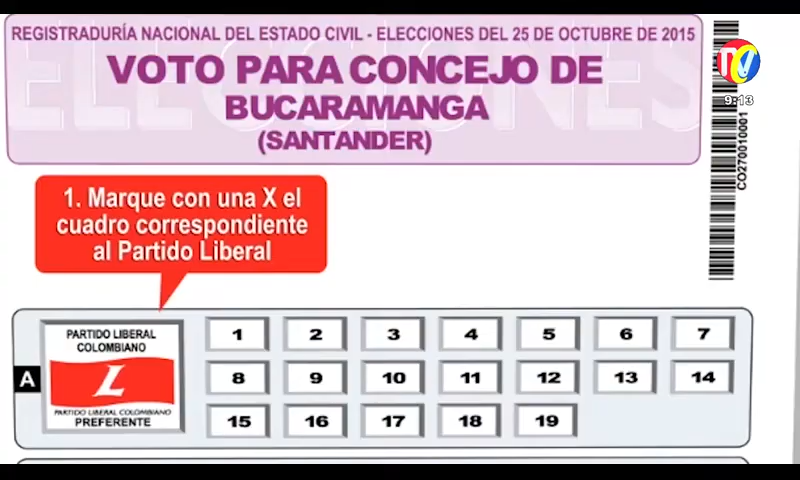 REGISTRADURÍA NACIONAL DEL ESTADO CIVIL - ELECCIONES DEL 25 DE OCTUBRE DE 2015
VOTO PARA CONCEJO DE
BUCARAMANGA
(SANTANDER)
ELECCIONES
TV
9:13
CO270010001
1. Marque con una X el
cuadro correspondiente
al Partido Liberal
A
PARTIDO LIBERAL
COLOMBIANO
L
PARTIDO LIBERAL COLOMBIANO
PREFERENTE
1 2 3 4 5 6 7
8 9 10 11 12 13 14
15 16 17 18 19